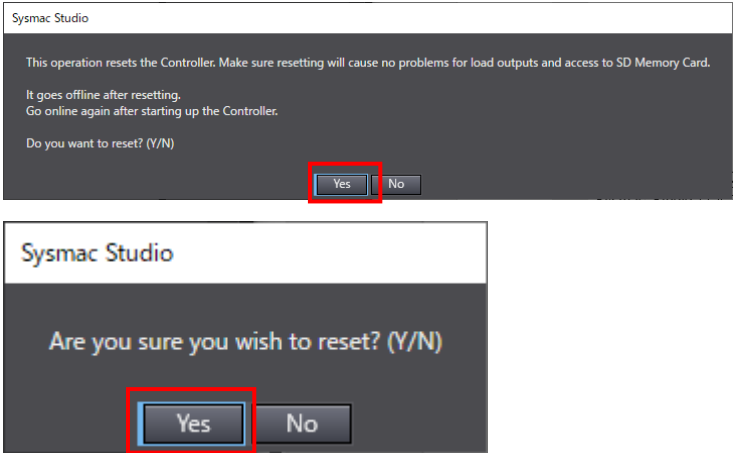 Sysmac Studio
This operation resets the Controller. Make sure resetting will cause no problems for load outputs and access to SD Memory Card.
It goes offline after resetting.
Go online again after starting up the Controller.
Do you want to reset? (Y/N)
Yes No
Sysmac Studio
Are you sure you wish to reset? (Y/N)
Yes No